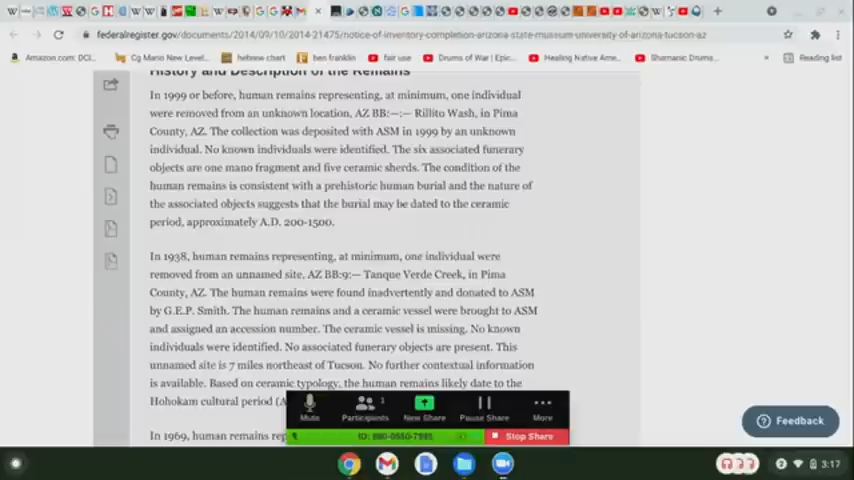 federalregister.gov/documents/2014/09/10/2014-21475/notice-of-inventory-completion-arizona-state-museum-university-of-arizona-tucson-az
Amazon.com: DCI...
Cg Mario New Level...
hebrew chart
ben franklin
fair use
Drums of War | Epic...
Healing Native Ame...
Shamanic Drums...
»
Reading list
History and Description of the Remains
In 1999 or before, human remains representing, at minimum, one individual
were removed from an unknown location, AZ BB:—:— Rillito Wash, in Pima
County, AZ. The collection was deposited with ASM in 1999 by an unknown
individual. No known individuals were identified. The six associated funerary
objects are one mano fragment and five ceramic sherds. The condition of the
human remains is consistent with a prehistoric human burial and the nature of
the associated objects suggests that the burial may be dated to the ceramic
period, approximately A.D. 200-1500.
In 1938, human remains representing, at minimum, one individual were
removed from an unnamed site, AZ BB:9:— Tanque Verde Creek, in Pima
County, AZ. The human remains were found inadvertently and donated to ASM
by G.E.P. Smith. The human remains and a ceramic vessel were brought to ASM
and assigned an accession number. The ceramic vessel is missing. No known
individuals were identified. No associated funerary objects are present. This
unnamed site is 7 miles northeast of Tucson. No further contextual information
is available. Based on ceramic typology, the human remains likely date to the
Hohokam cultural period (A
In 1969, human remains rep
Mute
Participants
1
New Share
Pause Share
More
Stop Share
Feedback
2
3:17